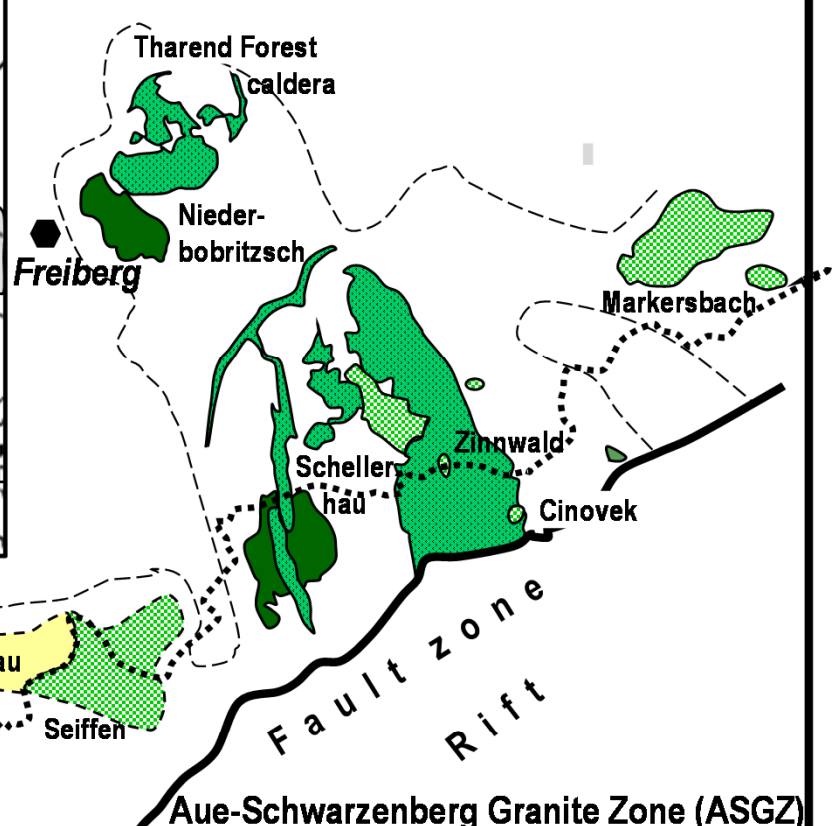 Tharend Forest
caldera
Nieder-
bobritzsch
Freiberg
Markersbach
Zinnwald
Scheller
hau
Cinovek
Fault zone
Rift
au
Seiffen
Aue-Schwarzenberg Granite Zone (ASGZ)